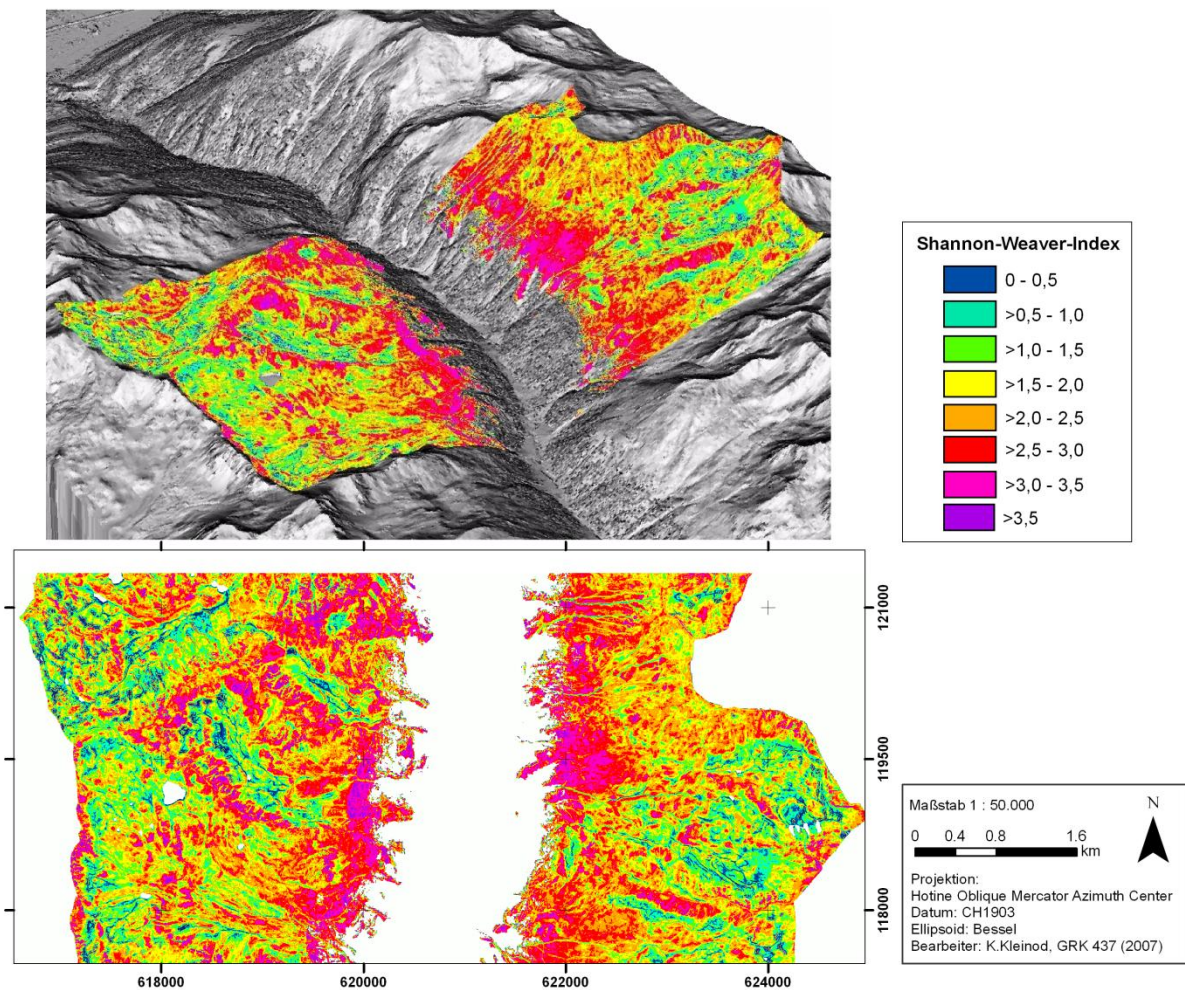 Shannon-Weaver-Index
0 - 0,5
>0,5 - 1,0
>1,0 - 1,5
>1,5 - 2,0
>2,0 - 2,5
>2,5 - 3,0
>3,0 - 3,5
>3,5
121000
119500
118000
618000 620000 622000 624000
Maßstab 1 : 50.000
N
0 0.4 0.8 1.6
km
Projektion:
Hotine Oblique Mercator Azimuth Center
Datum: CH1903
Ellipsoid: Bessel
Bearbeiter: K.Kleinod, GRK 437 (2007)